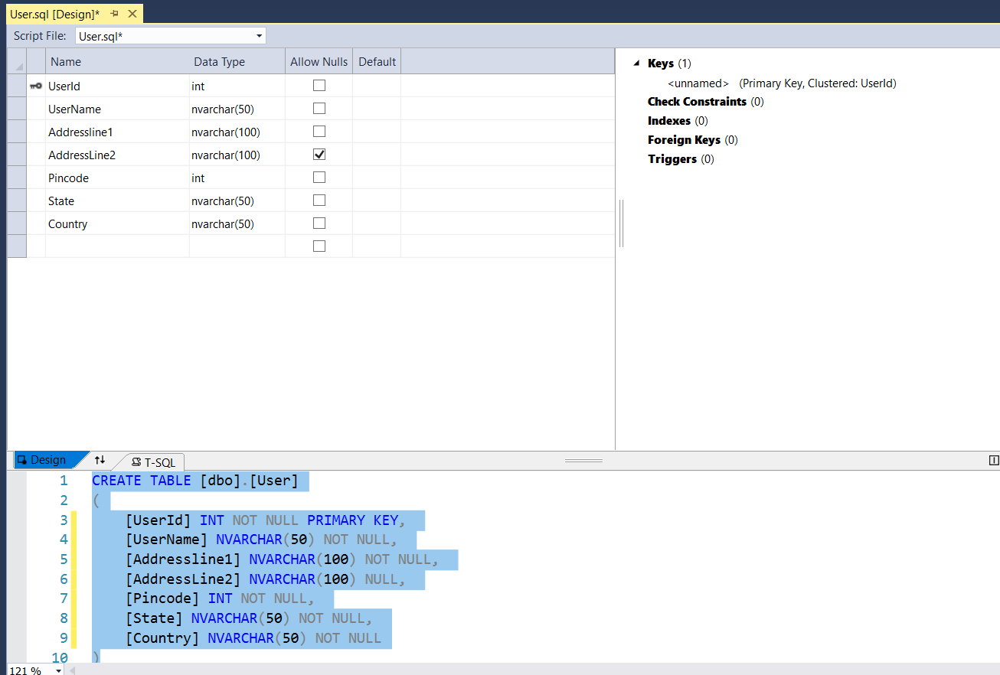 User.sql [Design]*
Script File: User.sql*
Name Data Type Allow Nulls Default
UserId int
UserName nvarchar(50)
Addressline1 nvarchar(100)
AddressLine2 nvarchar(100)
Pincode int
State nvarchar(50)
Country nvarchar(50)
Keys (1)
<unnamed> (Primary Key, Clustered: UserId)
Check Constraints (0)
Indexes (0)
Foreign Keys (0)
Triggers (0)
Design T-SQL
1 CREATE TABLE [dbo].[User]
2 (
3 [UserId] INT NOT NULL PRIMARY KEY,
4 [UserName] NVARCHAR(50) NOT NULL,
5 [Addressline1] NVARCHAR(100) NOT NULL,
6 [AddressLine2] NVARCHAR(100) NULL,
7 [Pincode] INT NOT NULL,
8 [State] NVARCHAR(50) NOT NULL,
9 [Country] NVARCHAR(50) NOT NULL
10 )
121 %